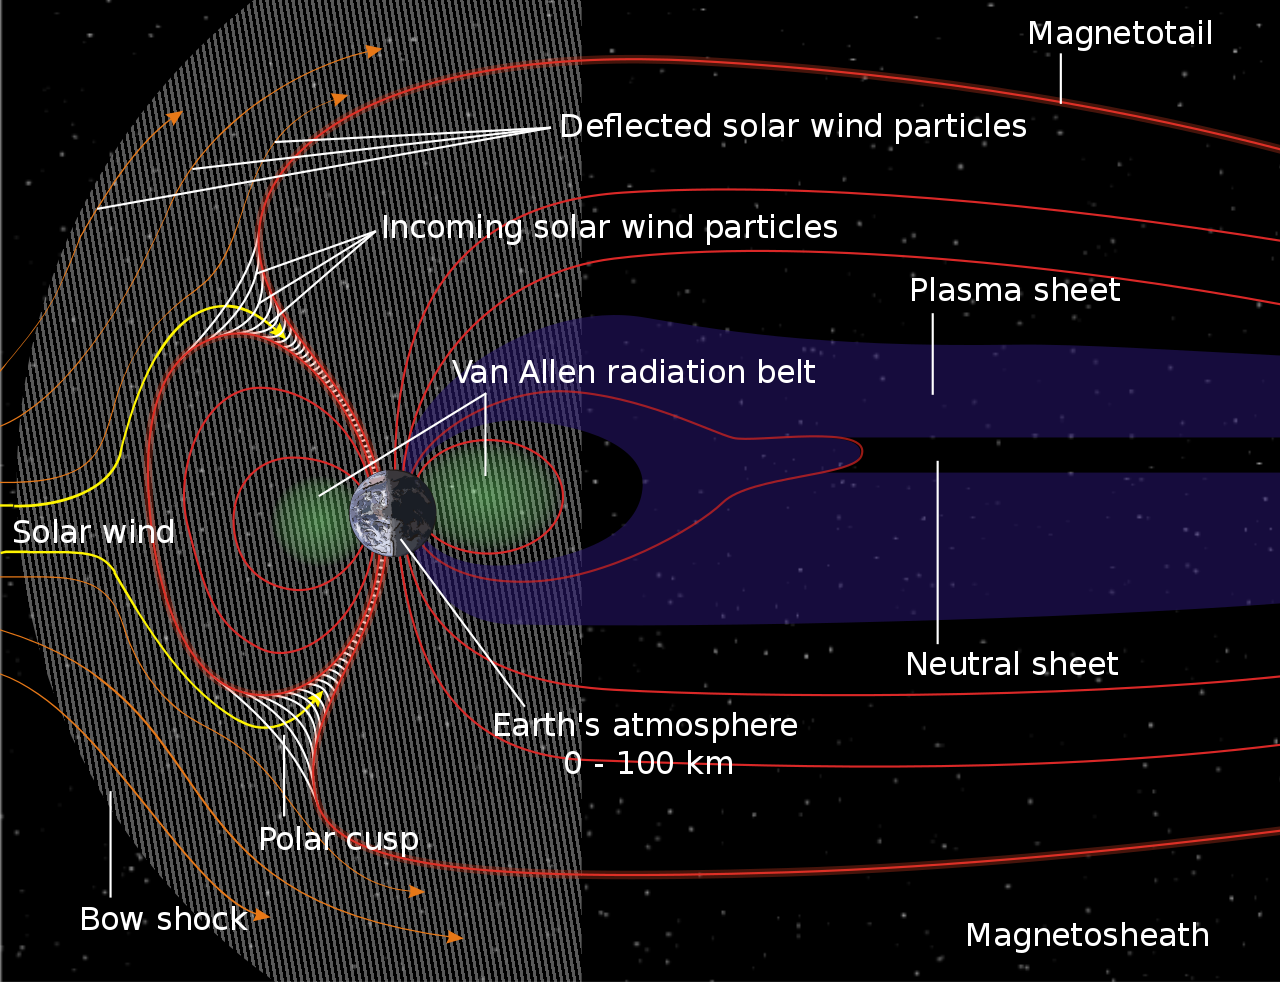 Magnetotail
Deflected solar wind particles
Incoming solar wind particles
Plasma sheet
Van Allen radiation belt
Solar wind
Neutral sheet
Earth's atmosphere
0 - 100 km
Polar cusp
Bow shock
Magnetosheath